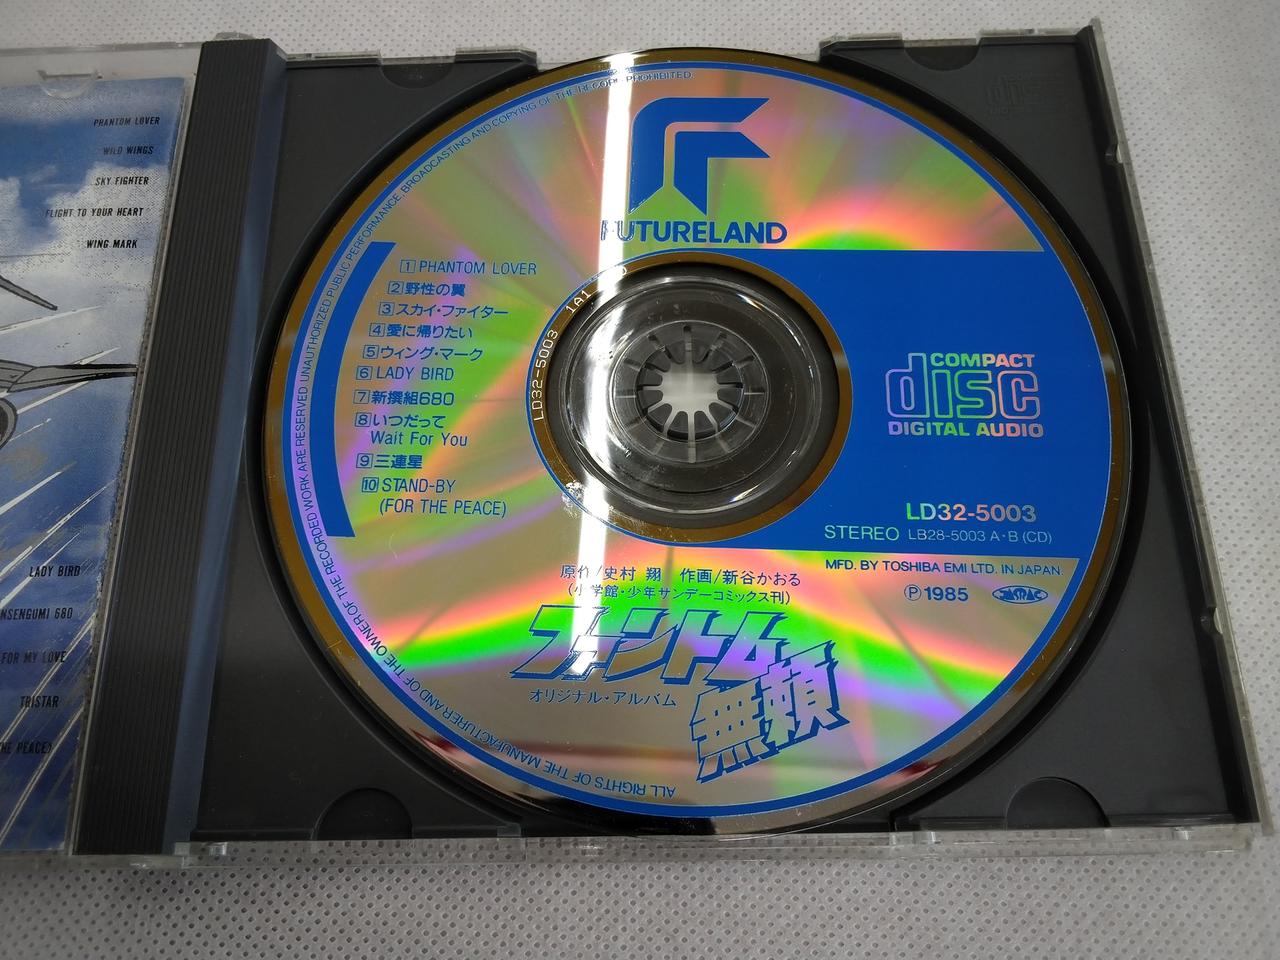 PHANTOM LOVER
WILD WINGS
SKY FIGHTER
FLIGHT TO YOUR HEART
WING MARK
LADY BIRD
NSENGUMI 680
FOR MY LOVE
TRISTAR
THE PEACE)
ALL RIGHTS OF THE MANUFACTURER AND OF THE OWNER OF THE RECORDED WORK ARE RESERVED UNAUTHORIZED PUBLIC PERFORMANCE, BROADCASTING AND COPYING OF THE RECORD PROHIBITED.
FUTURELAND
1 PHANTOM LOVER
2 野性の翼
3 スカイ・ファイター
4 愛に帰りたい
5 ウィング・マーク
6 LADY BIRD
7 新撰組680
8 いつだって
Wait For You
9 三連星
10 STAND-BY
(FOR THE PEACE)
LD32-5003 1A1
COMPACT
disc
DIGITAL AUDIO
LD32-5003
STEREO LB28-5003 A・B (CD)
MFD. BY TOSHIBA EMI LTD. IN JAPAN.
Ⓟ1985 JASRAC
原作/史村 翔 作画/新谷かおる
(小学館・少年サンデーコミックス刊)
ファントム
無頼
オリジナル・アルバム